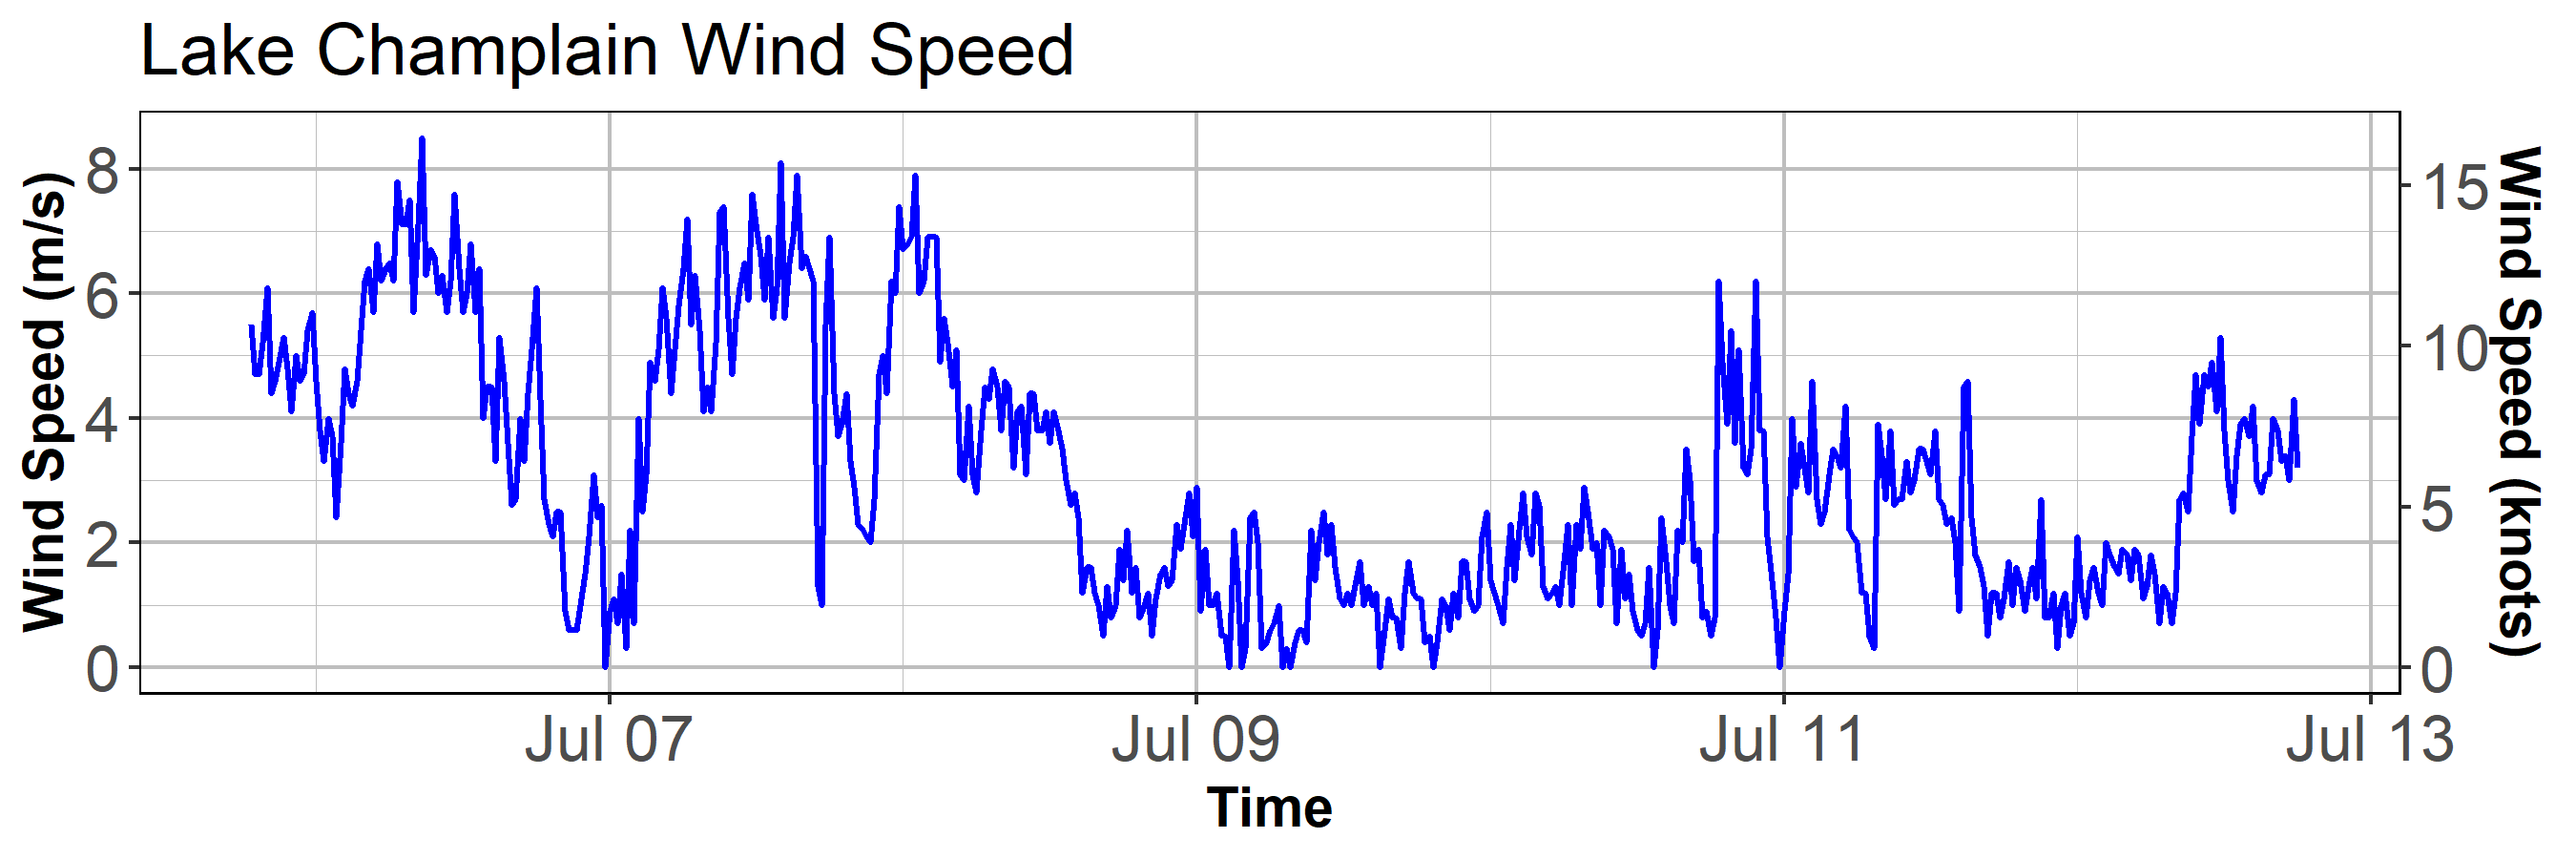 Lake Champlain Wind Speed
Wind Speed (m/s)
8
6
4
2
0
15
10
5
0
Wind Speed (knots)
Jul 07
Jul 09
Jul 11
Jul 13
Time